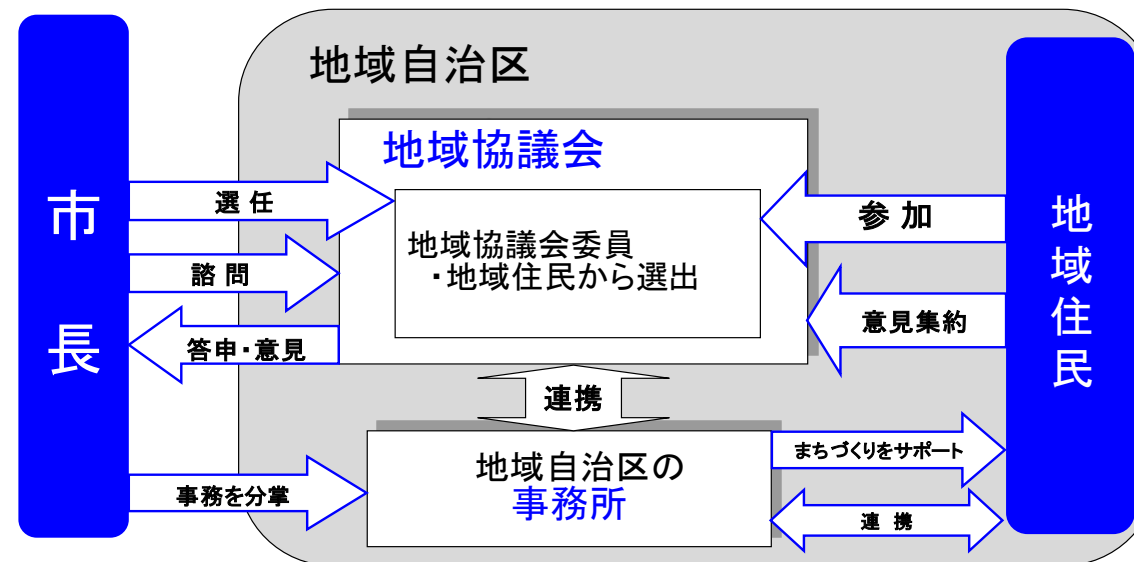 地域自治区
市長
地域協議会
選任
諮問
答申・意見
地域協議会委員
・地域住民から選出
参加
意見集約
地域住民
連携
事務を分掌
地域自治区の
事務所
まちづくりをサポート
連携